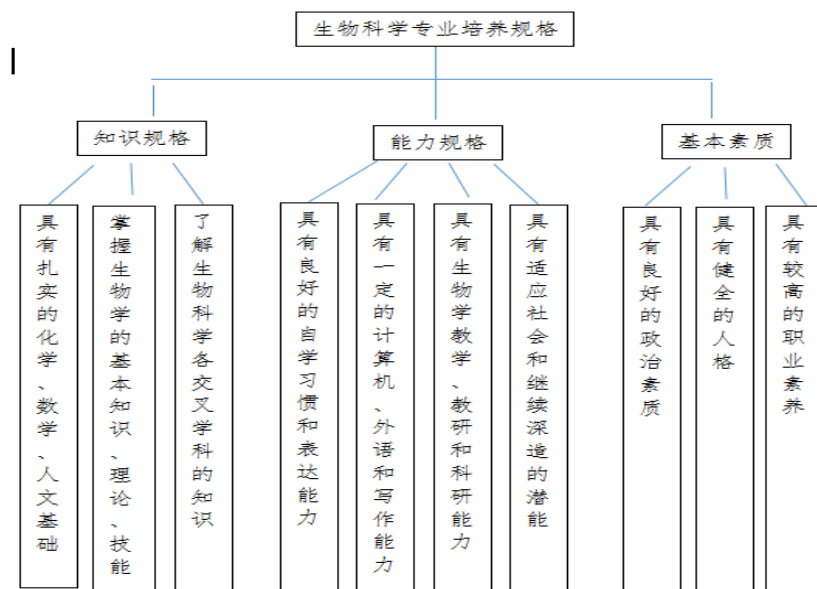 生物科学专业培养规格
知识规格
能力规格
基本素质
具有扎实的化学、数学、人文基础
掌握生物学的基本知识、理论、技能
了解生物科学各交叉学科的知识
具有良好的自学习惯和表达能力
具有一定的计算机、外语和写作能力
具有生物学教学、教研和科研能力
具有适应社会和继续深造的潜能
具有良好的政治素质
具有健全的人格
具有较高的职业素养